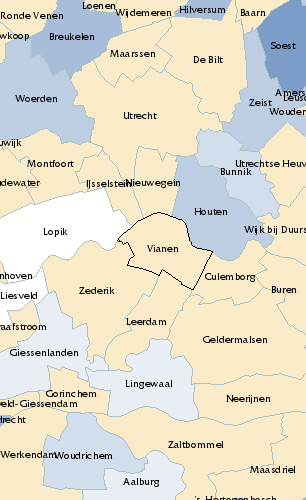 Loenen
Hilversum
Ronde Venen
Wijdemeren
Baarn
wkoop
Breukelen
Soest
Maarssen
De Bilt
Amers
Leusd
Woerden
Zeist
Wouden
Utrecht
uwijk
Montfoort
Utrechtse Heuv
Bunnik
dewater
IJsselstein
Nieuwegein
Houten
Lopik
Wijk bij Duurs
Vianen
nhoven
Culemborg
Liesveld
Zederik
Buren
Leerdam
aafstroom
Geldermalsen
Giessenlanden
Lingewaal
Gorinchem
Neerijnen
eld-Giessendam
drecht
Zaltbommel
Werkendam
Woudrichem
Maasdriel
Aalburg
's-Hertogenbosch